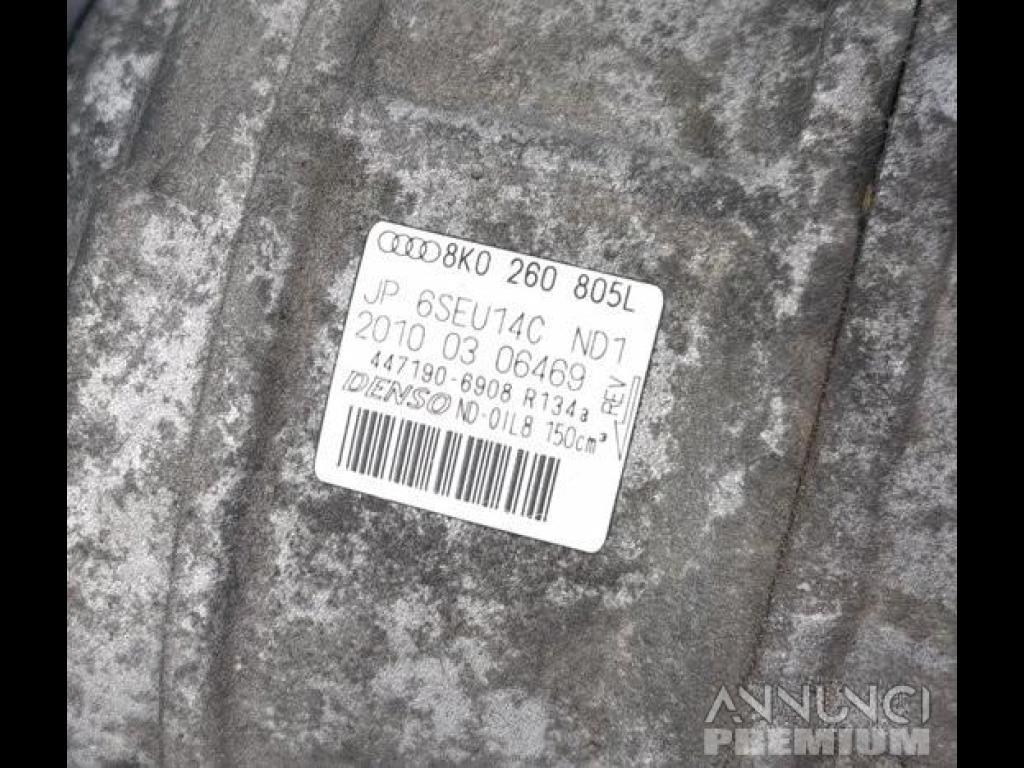 8K0 260 805L
JP 6SEU14C ND1
2010 03 06469
447190-6908 R134a
DENSO ND-OIL8 150cm³
REV
ANNUNCI
PREMIUM